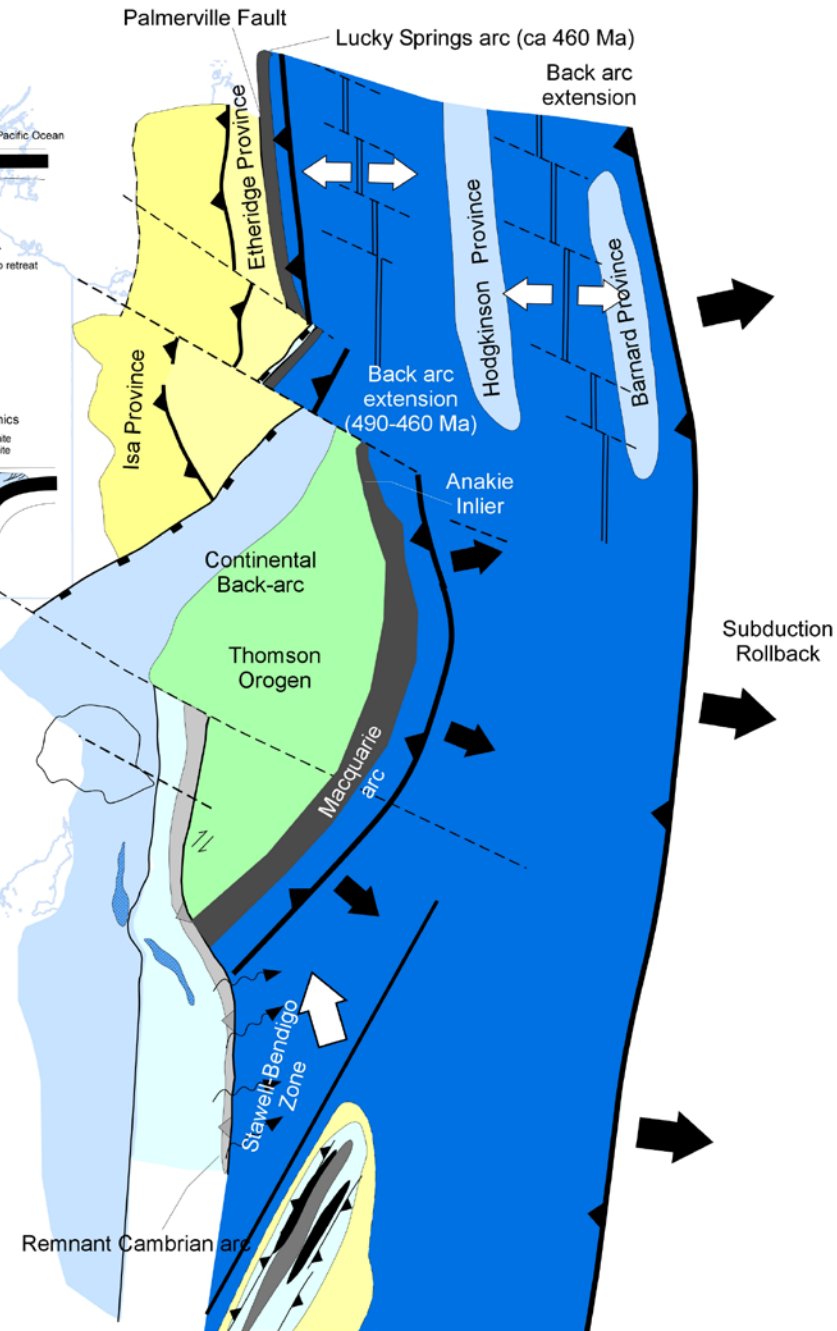 Palmerville Fault
Lucky Springs arc (ca 460 Ma)
Back arc
extension
Pacific Ocean
Etheridge Province
retreat
Hodgkinson Province
Barnard Province
Isa Province
Back arc
extension
(490-460 Ma)
Anakie
Inlier
Continental
Back-arc
Thomson
Orogen
Subduction
Rollback
Macquarie
arc
Stawell-Bendigo
Zone
Remnant Cambrian arc